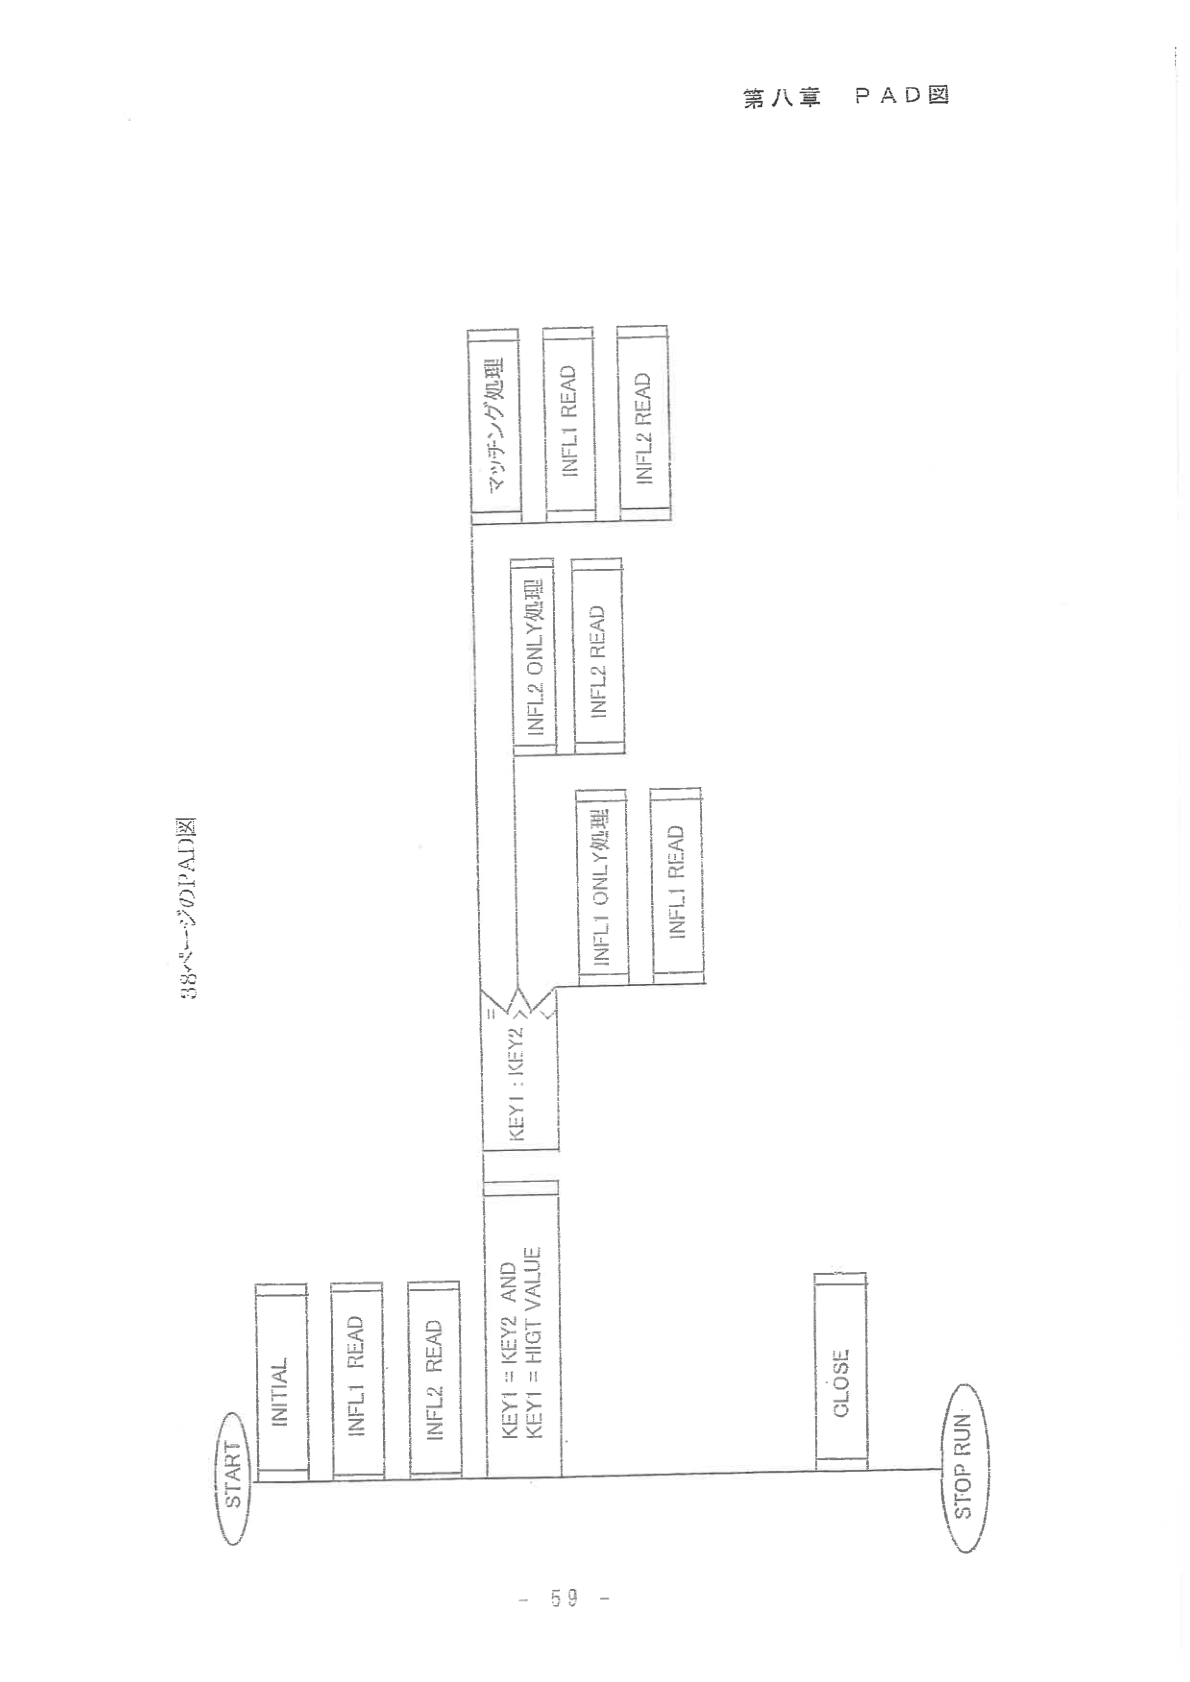 第八章 PAD図
38ページのPAD図
START
INITIAL
INFL1 READ
INFL2 READ
KEY1 = KEY2 AND
KEY1 = HIGT VALUE
KEY1 : KEY2
=
>
<
マッチング処理
INFL1 READ
INFL2 READ
INFL2 ONLY処理
INFL2 READ
INFL1 ONLY処理
INFL1 READ
CLOSE
STOP RUN
- 59 -